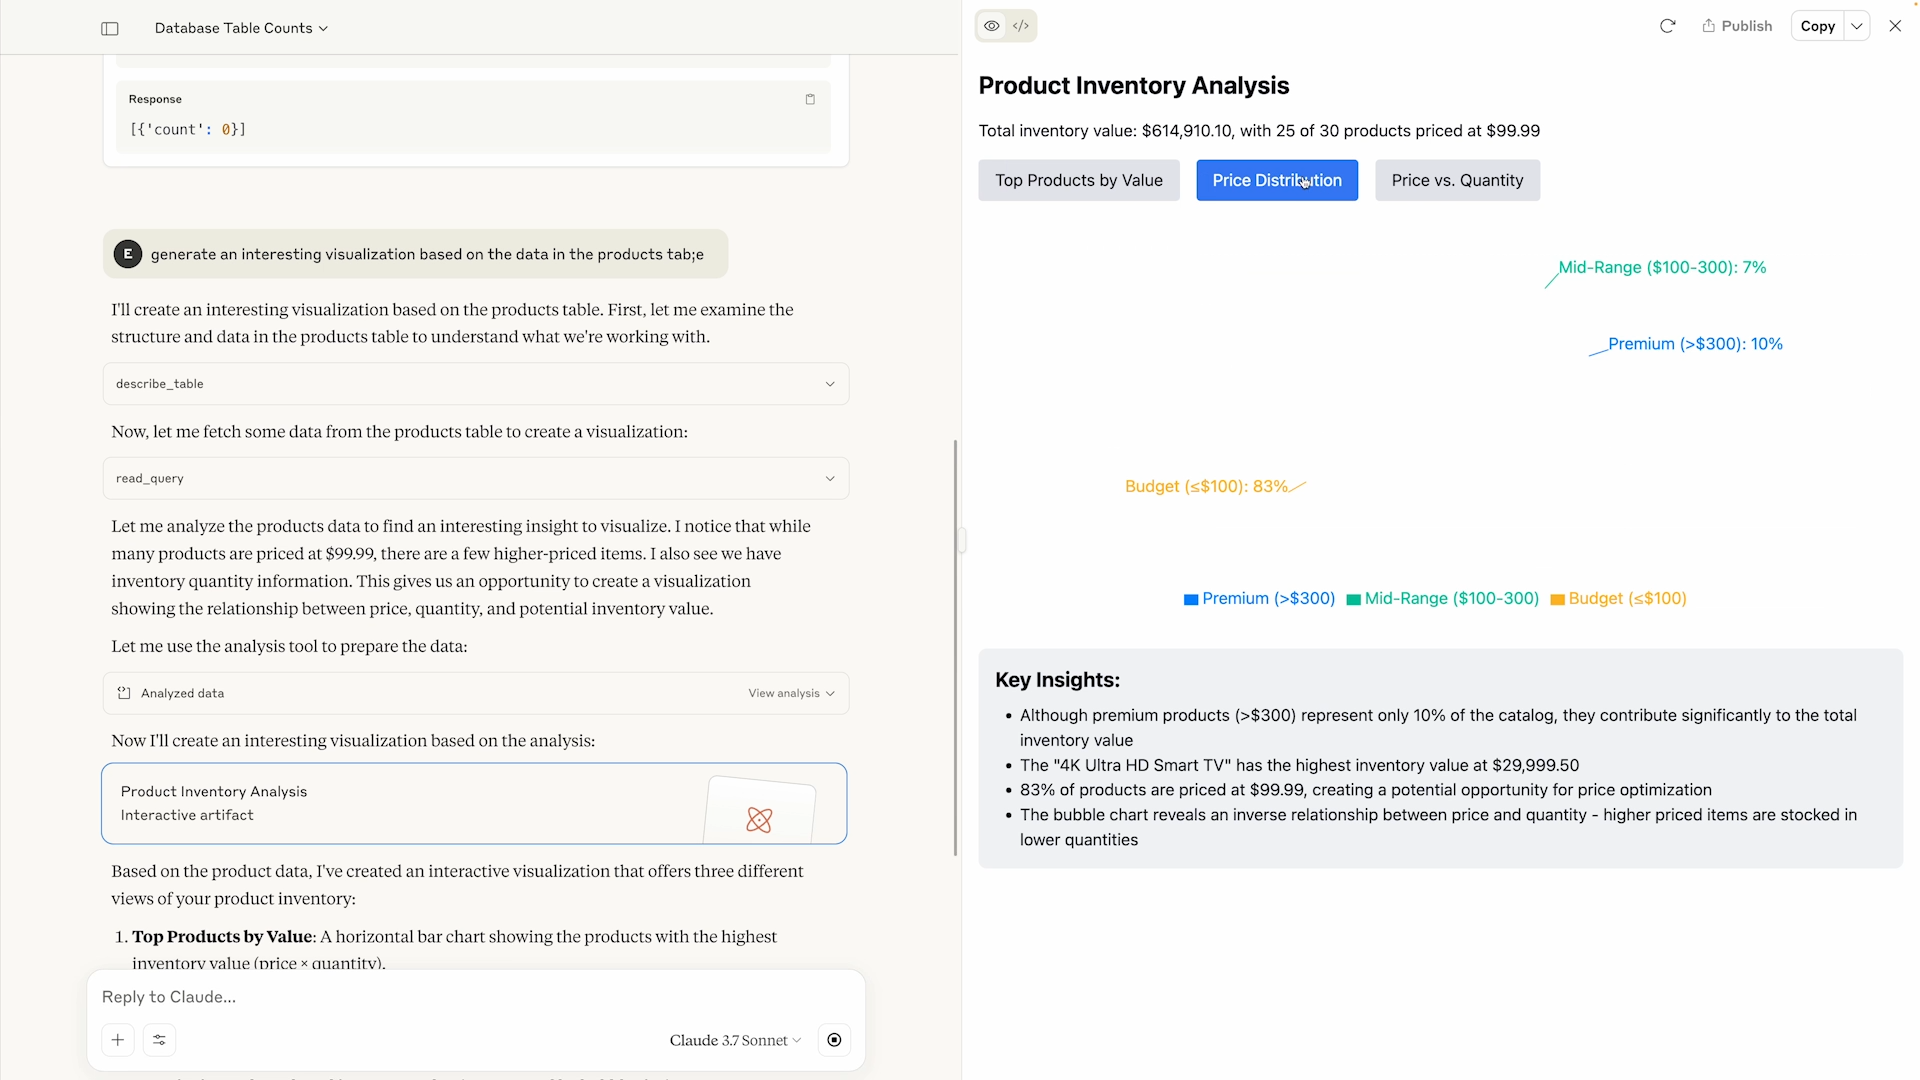 Database Table Counts
Response
[{'count': 0}]
E
generate an interesting visualization based on the data in the products tab;e
I'll create an interesting visualization based on the products table. First, let me examine the
structure and data in the products table to understand what we're working with.
describe_table
Now, let me fetch some data from the products table to create a visualization:
read_query
Let me analyze the products data to find an interesting insight to visualize. I notice that while
many products are priced at $99.99, there are a few higher-priced items. I also see we have
inventory quantity information. This gives us an opportunity to create a visualization
showing the relationship between price, quantity, and potential inventory value.
Let me use the analysis tool to prepare the data:
Analyzed data
View analysis
Now I'll create an interesting visualization based on the analysis:
Product Inventory Analysis
Interactive artifact
Based on the product data, I've created an interactive visualization that offers three different
views of your product inventory:
1. Top Products by Value: A horizontal bar chart showing the products with the highest
inventory value (price × quantity).
Reply to Claude...
Claude 3.7 Sonnet
</> Publish Copy
Product Inventory Analysis
Total inventory value: $614,910.10, with 25 of 30 products priced at $99.99
Top Products by Value
Price Distribution
Price vs. Quantity
Mid-Range ($100-300): 7%
Premium (>$300): 10%
Budget (≤$100): 83%
Premium (>$300) Mid-Range ($100-300) Budget (≤$100)
Key Insights:
• Although premium products (>$300) represent only 10% of the catalog, they contribute significantly to the total
inventory value
• The "4K Ultra HD Smart TV" has the highest inventory value at $29,999.50
• 83% of products are priced at $99.99, creating a potential opportunity for price optimization
• The bubble chart reveals an inverse relationship between price and quantity - higher priced items are stocked in
lower quantities